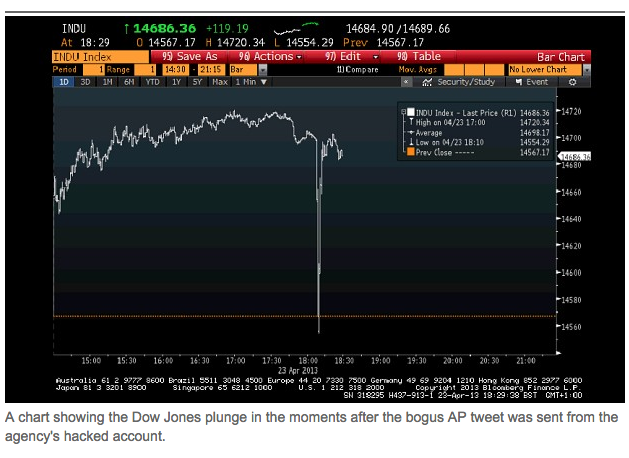 INDU ↑ 14686.36 +119.19 14684.90/14689.66
At 18:29 O 14567.17 H 14720.34 L 14554.29 Prev 14567.17
INDU Index 95) Save As 96) Actions 97) Edit 98) Table Bar Chart
Period 1 Range 1 14:30 - 21:15 Bar 11) Compare Mov. Avgs No Lower Chart
1D 3D 1M 6M YTD 1Y 5Y Max 1 Min ▼ « Security/Study Event
INDU Index - Last Price (R1) 14686.36
High on 04/23 17:00 14720.34
Average 14698.17
Low on 04/23 18:10 14554.29
Prev Close ----- 14567.17
14720
14700
14686.36
14680
14660
14640
14620
14600
14580
14560
15:00 15:30 16:00 16:30 17:00 17:30 18:00 18:30 19:00 19:30 20:00 20:30 21:00
23 Apr 2013
Australia 61 2 9777 8600 Brazil 5511 3048 4500 Europe 44 20 7330 7500 Germany 49 69 9204 1210 Hong Kong 852 2977 6000
Japan 81 3 3201 8900 Singapore 65 6212 1000 U.S. 1 212 318 2000 Copyright 2013 Bloomberg Finance L.P.
SN 318295 H437-913-1 23-Apr-13 18:29:38 BST GMT+1:00
A chart showing the Dow Jones plunge in the moments after the bogus AP tweet was sent from the
agency's hacked account.